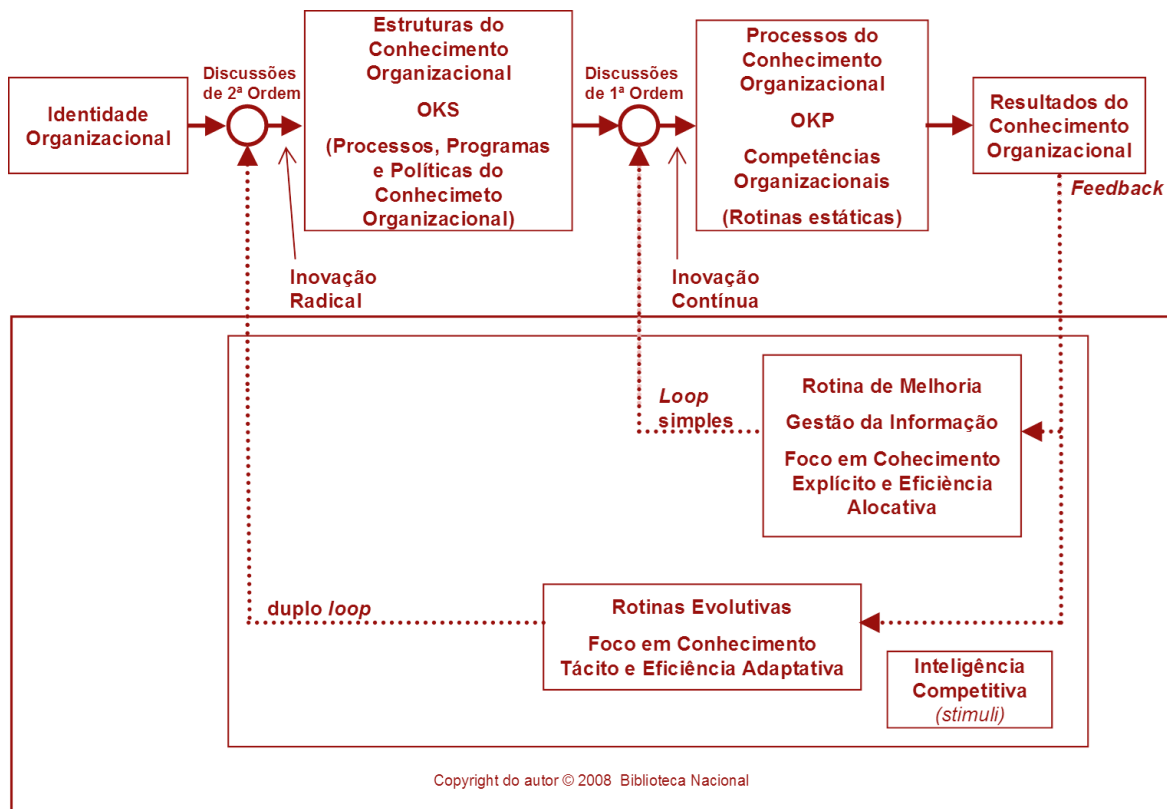 Identidade
Organizacional
Discussões
de 2ª Ordem
Estruturas do
Conhecimento
Organizacional
OKS
(Processos, Programas
e Políticas do
Conhecimeto
Organizacional)
Discussões
de 1ª Ordem
Processos do
Conhecimento
Organizacional
OKP
Competências
Organizacionais
(Rotinas estáticas)
Resultados do
Conhecimento
Organizacional
Feedback
Inovação
Radical
Inovação
Contínua
Loop
simples
Rotina de Melhoria
Gestão da Informação
Foco em Cohecimento
Explícito e Eficiència
Alocativa
duplo loop
Rotinas Evolutivas
Foco em Conhecimento
Tácito e Eficiência Adaptativa
Inteligência
Competitiva
(stimuli)
Copyright do autor © 2008 Biblioteca Nacional